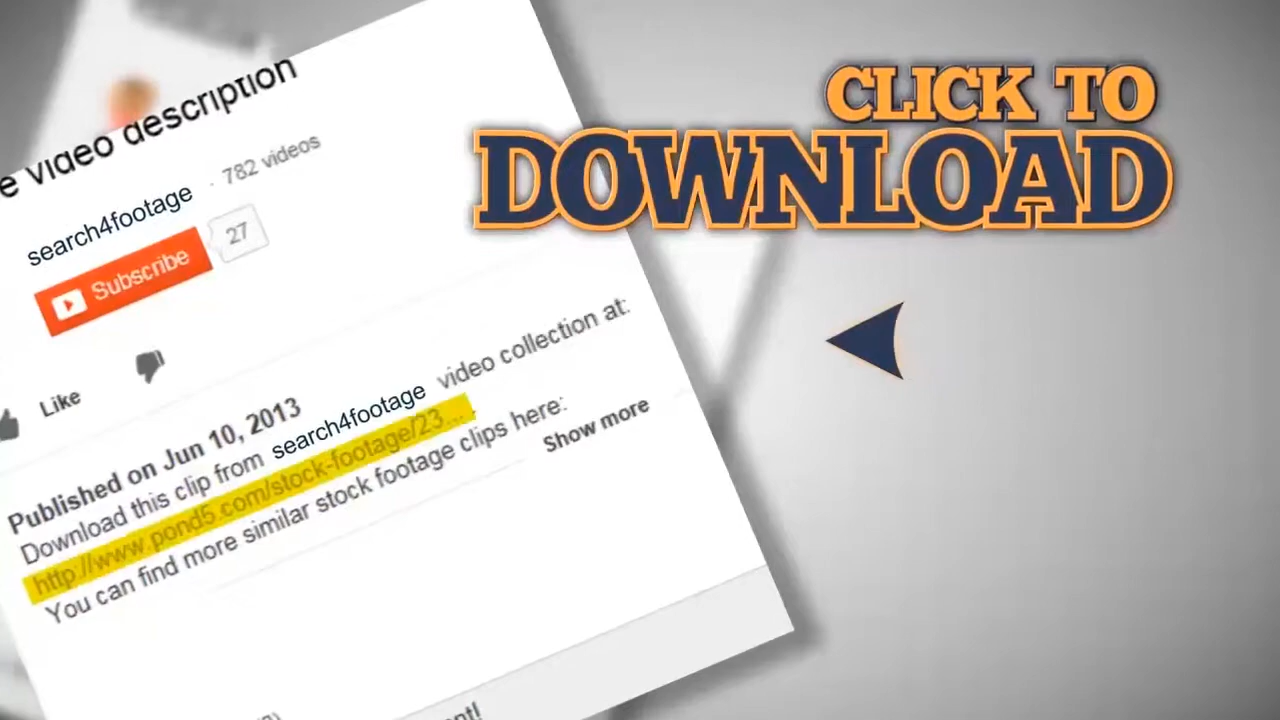 CLICK TO
DOWNLOAD
e video description
search4footage · 782 videos
Subscribe 27
Like
Published on Jun 10, 2013
Download this clip from search4footage video collection at:
http://www.pond5.com/stock-footage/23... .
You can find more similar stock footage clips here:
Show more